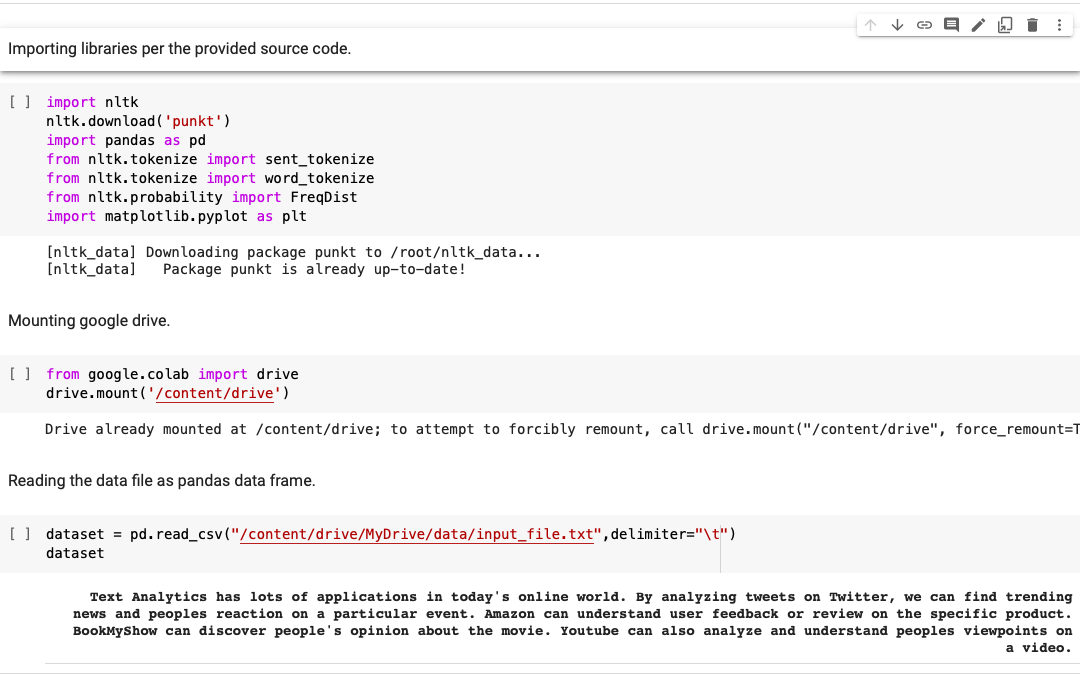 Importing libraries per the provided source code.
[ ] import nltk
nltk.download('punkt')
import pandas as pd
from nltk.tokenize import sent_tokenize
from nltk.tokenize import word_tokenize
from nltk.probability import FreqDist
import matplotlib.pyplot as plt
[nltk_data] Downloading package punkt to /root/nltk_data...
[nltk_data]   Package punkt is already up-to-date!
Mounting google drive.
[ ] from google.colab import drive
drive.mount('/content/drive')
Drive already mounted at /content/drive; to attempt to forcibly remount, call drive.mount("/content/drive", force_remount=T
Reading the data file as pandas data frame.
[ ] dataset = pd.read_csv("/content/drive/MyDrive/data/input_file.txt",delimiter="\t")
dataset
Text Analytics has lots of applications in today's online world. By analyzing tweets on Twitter, we can find trending
news and peoples reaction on a particular event. Amazon can understand user feedback or review on the specific product.
BookMyShow can discover people's opinion about the movie. Youtube can also analyze and understand peoples viewpoints on
a video.